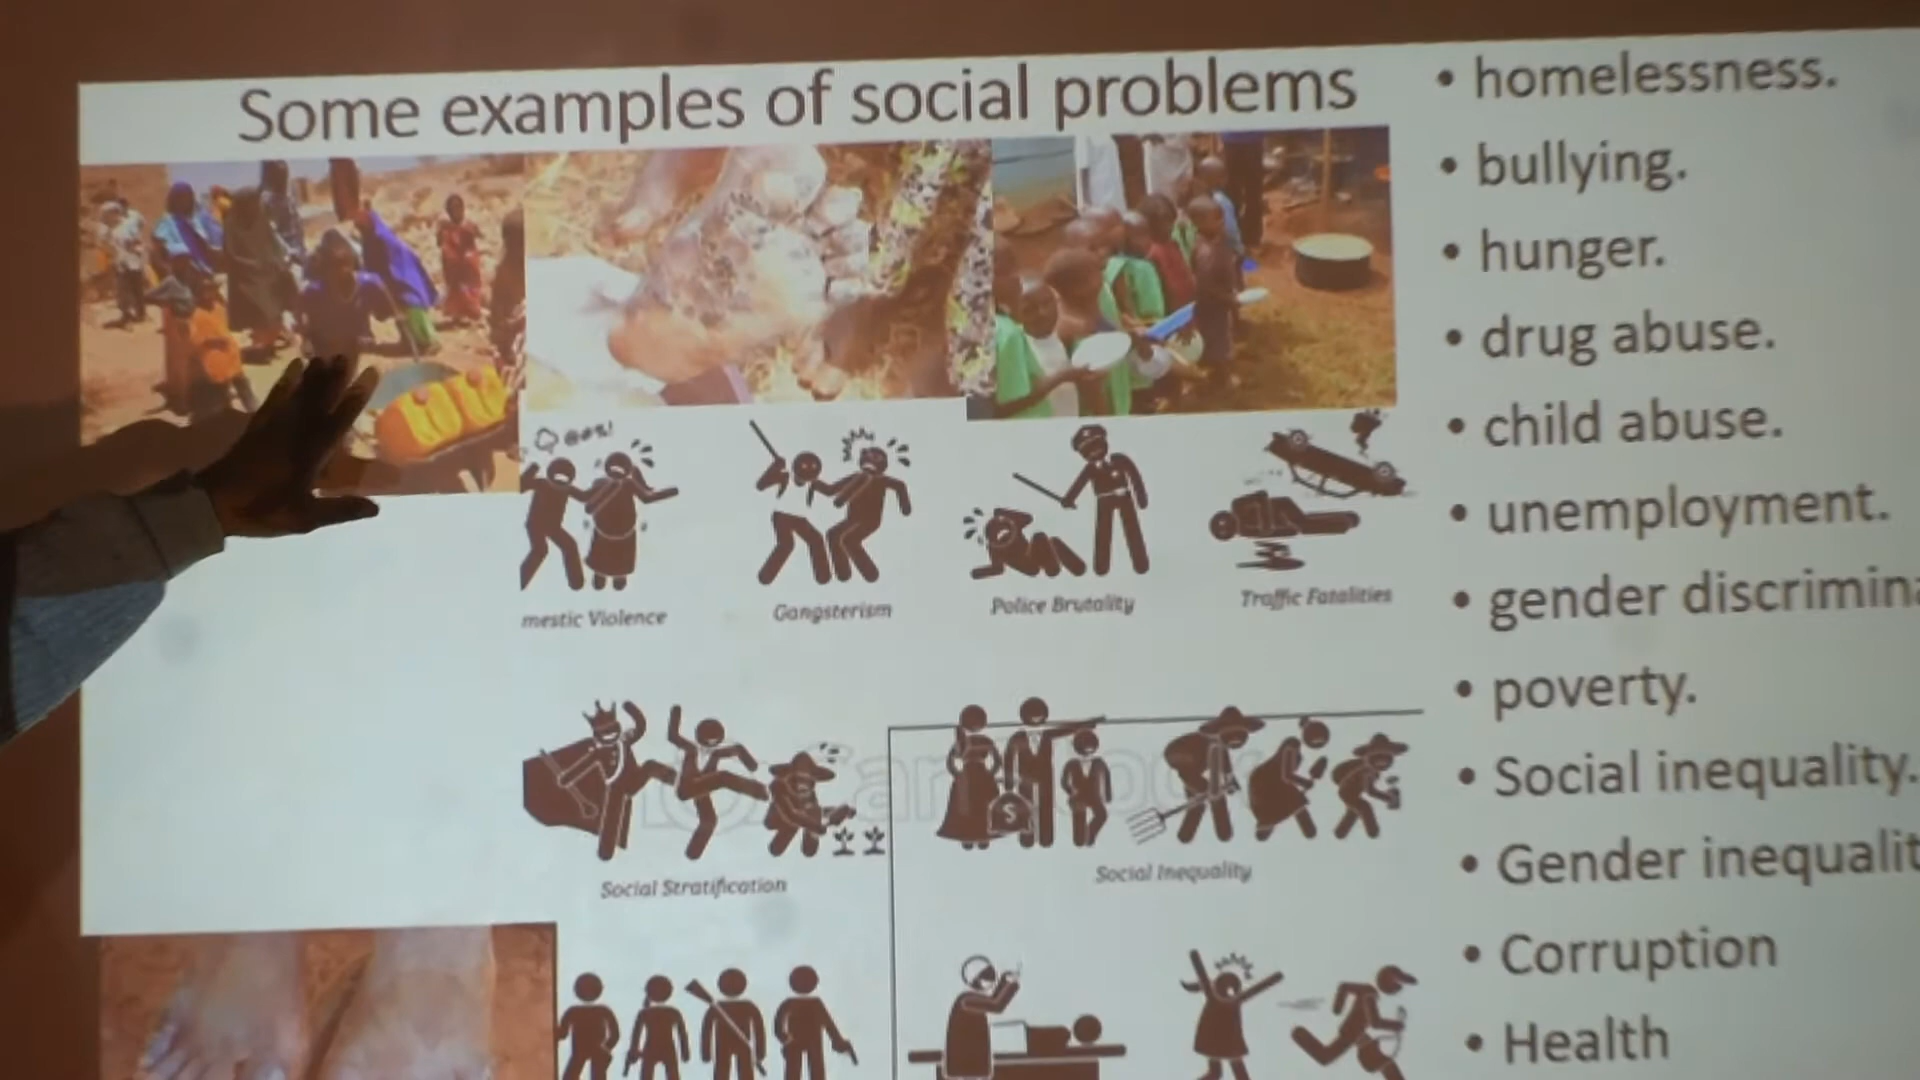 Some examples of social problems
• homelessness.
• bullying.
• hunger.
• drug abuse.
• child abuse.
• unemployment.
• gender discrimina
• poverty.
• Social inequality.
• Gender inequalit
• Corruption
• Health
@#%!
mestic Violence
Gangsterism
Police Brutality
Traffic Fatalities
$
Social Stratification
Social Inequality